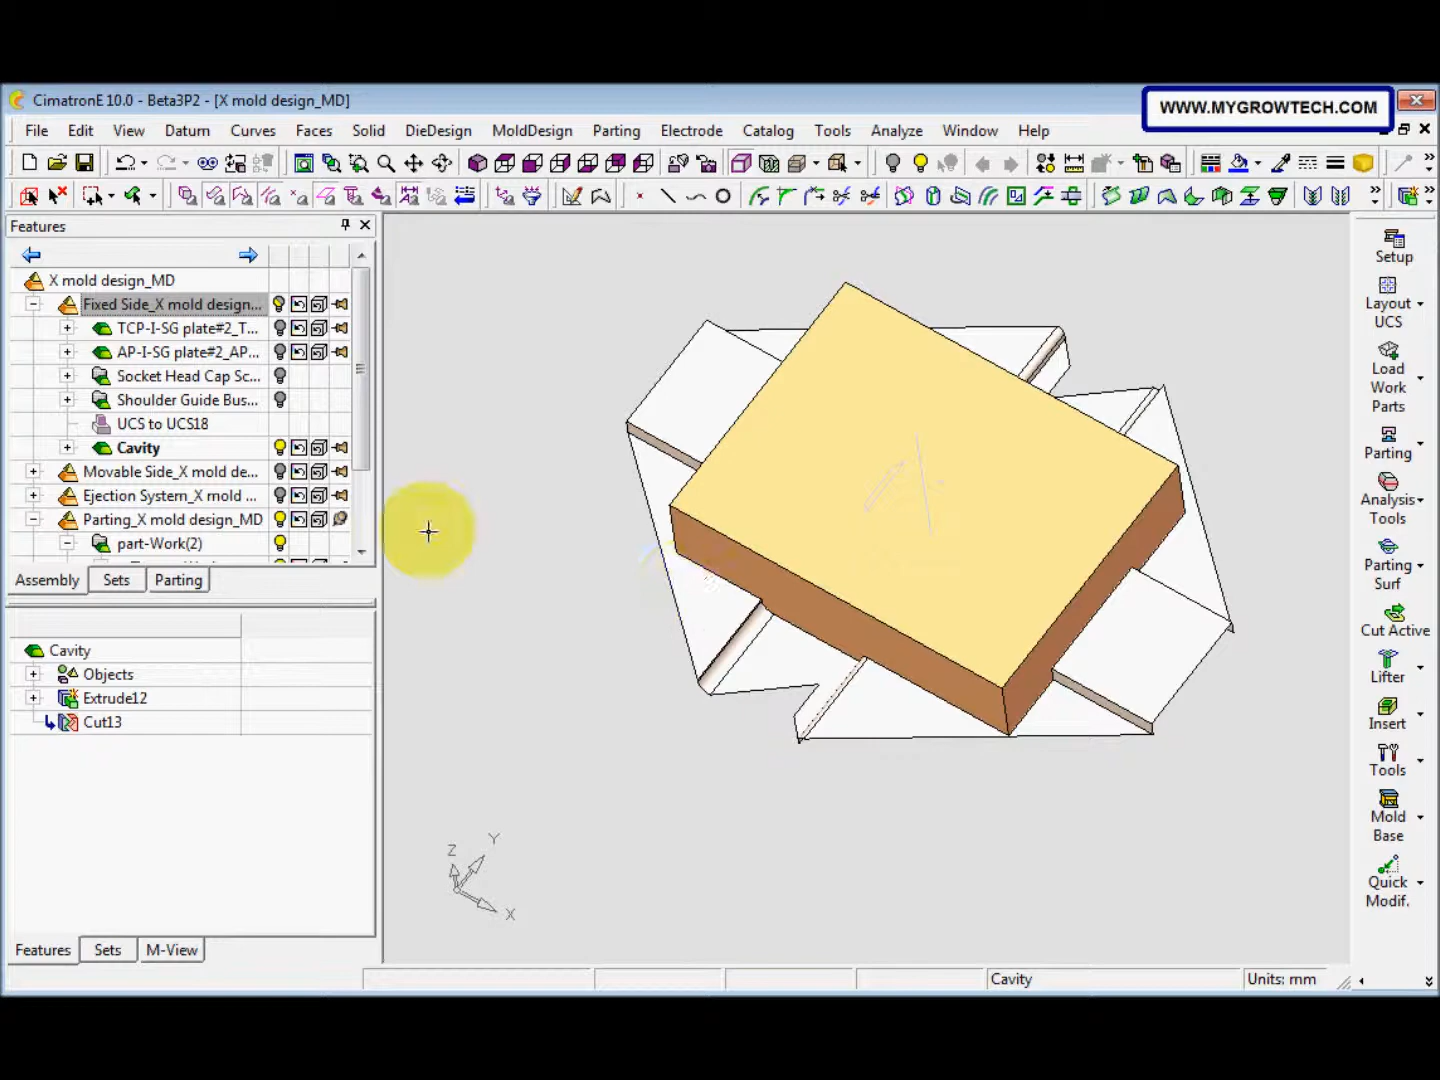 CimatronE 10.0 - Beta3P2 - [X mold design_MD]
WWW.MYGROWTECH.COM
File Edit View Datum Curves Faces Solid DieDesign MoldDesign Parting Electrode Catalog Tools Analyze Window Help
Features
X mold design_MD
Fixed Side_X mold design...
TCP-I-SG plate#2_T...
AP-I-SG plate#2_AP...
Socket Head Cap Sc...
Shoulder Guide Bus...
UCS to UCS18
Cavity
Movable Side_X mold de...
Ejection System_X mold ...
Parting_X mold design_MD
part-Work(2)
Assembly Sets Parting
Cavity
Objects
Extrude12
Cut13
Features Sets M-View
Z Y X
Setup
Layout
UCS
Load
Work
Parts
Parting
Analysis
Tools
Parting
Surf
Cut Active
Lifter
Insert
Tools
Mold
Base
Quick
Modif.
Cavity
Units: mm